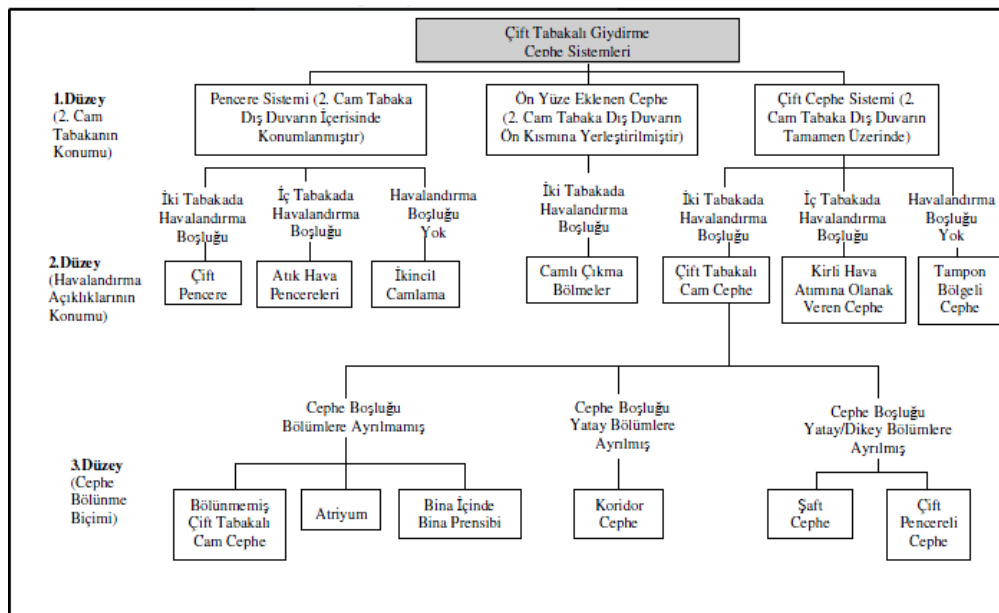 Çift Tabakalı Giydirme
Cephe Sistemleri
1.Düzey
(2. Cam
Tabakanın
Konumu)
Pencere Sistemi (2. Cam Tabaka
Dış Duvarın İçerisinde
Konumlanmıştır)
Ön Yüze Eklenen Cephe
(2. Cam Tabaka Dış Duvarın
Ön Kısmına Yerleştirilmiştir)
Çift Cephe Sistemi (2.
Cam Tabaka Dış Duvarın
Tamamen Üzerinde)
İki Tabakada
Havalandırma
Boşluğu
İç Tabakada
Havalandırma
Boşluğu
Havalandırma
Boşluğu
Yok
İki Tabakada
Havalandırma
Boşluğu
İki Tabakada
Havalandırma
Boşluğu
İç Tabakada
Havalandırma
Boşluğu
Havalandırma
Boşluğu
Yok
2.Düzey
(Havalandırma
Açıklıklarının
Konumu)
Çift
Pencere
Atık Hava
Pencereleri
İkincil
Camlama
Camlı Çıkma
Bölmeler
Çift Tabakalı
Cam Cephe
Kirli Hava
Atımına Olanak
Veren Cephe
Tampon
Bölgeli
Cephe
Cephe Boşluğu
Bölümlere Ayrılmamış
Cephe Boşluğu
Yatay Bölümlere
Ayrılmış
Cephe Boşluğu
Yatay/Dikey Bölümlere
Ayrılmış
3.Düzey
(Cephe
Bölünme
Biçimi)
Bölünmemiş
Çift Tabakalı
Cam Cephe
Atriyum
Bina İçinde
Bina Prensibi
Koridor
Cephe
Şaft
Cephe
Çift
Pencereli
Cephe